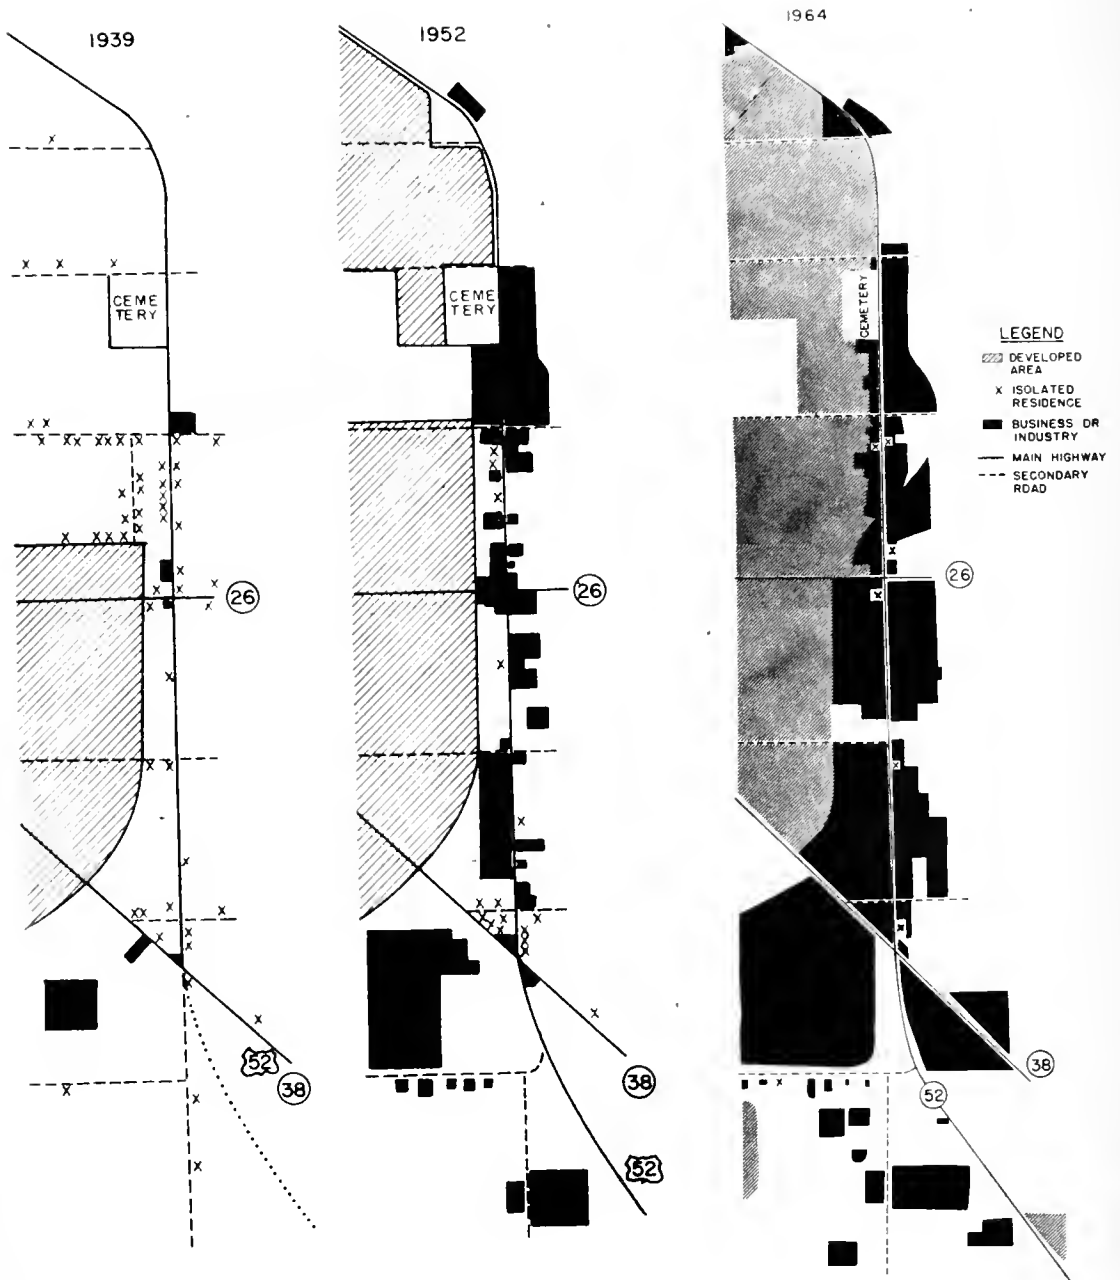 1939
1952
1964
CEME
TERY
CEME
TERY
CEMETERY
LEGEND
DEVELOPED
AREA
X ISOLATED
RESIDENCE
BUSINESS OR
INDUSTRY
MAIN HIGHWAY
SECONDARY
ROAD
26
26
26
52
38
38
52
38
52